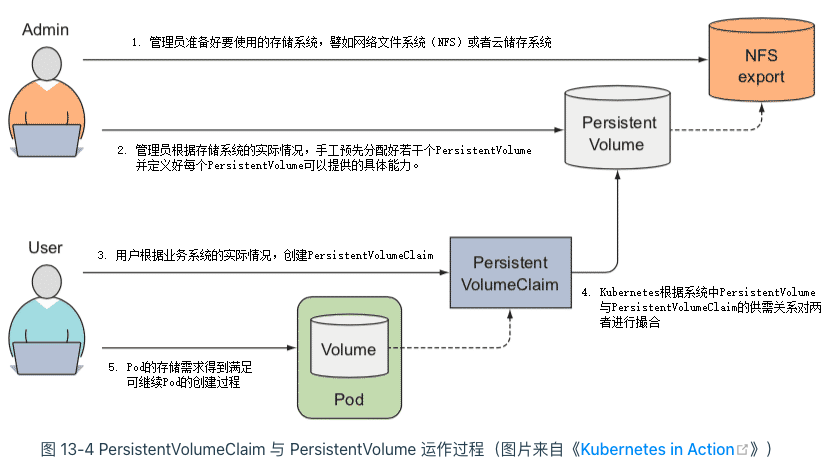 Admin
1. 管理员准备好要使用的存储系统，譬如网络文件系统（NFS）或者云储存系统
NFS
export
Persistent
Volume
2. 管理员根据存储系统的实际情况，手工预先分配好若干个PersistentVolume
并定义好每个PersistentVolume可以提供的具体能力。
User
3. 用户根据业务系统的实际情况，创建PersistentVolumeClaim
Persistent
VolumeClaim
4. Kubernetes根据系统中PersistentVolume
与PersistentVolumeClaim的供需关系对两
者进行撮合
Volume
5. Pod的存储需求得到满足
可继续Pod的创建过程
Pod
图 13-4 PersistentVolumeClaim 与 PersistentVolume 运作过程（图片来自《Kubernetes in Action》）